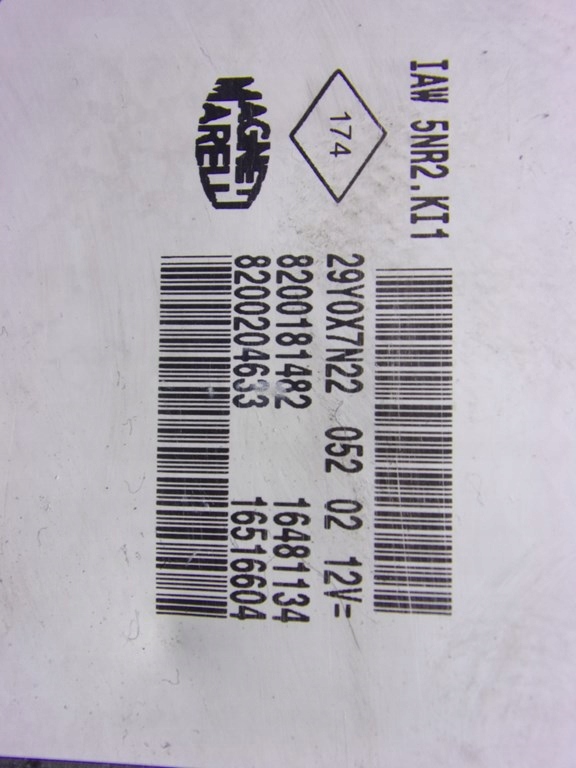 IAW 5NR2.KI1
174
MAGNETI
MARELLI
29Y0X7N22 052 02 12V=
8200181482 16481134
8200204633 16516604